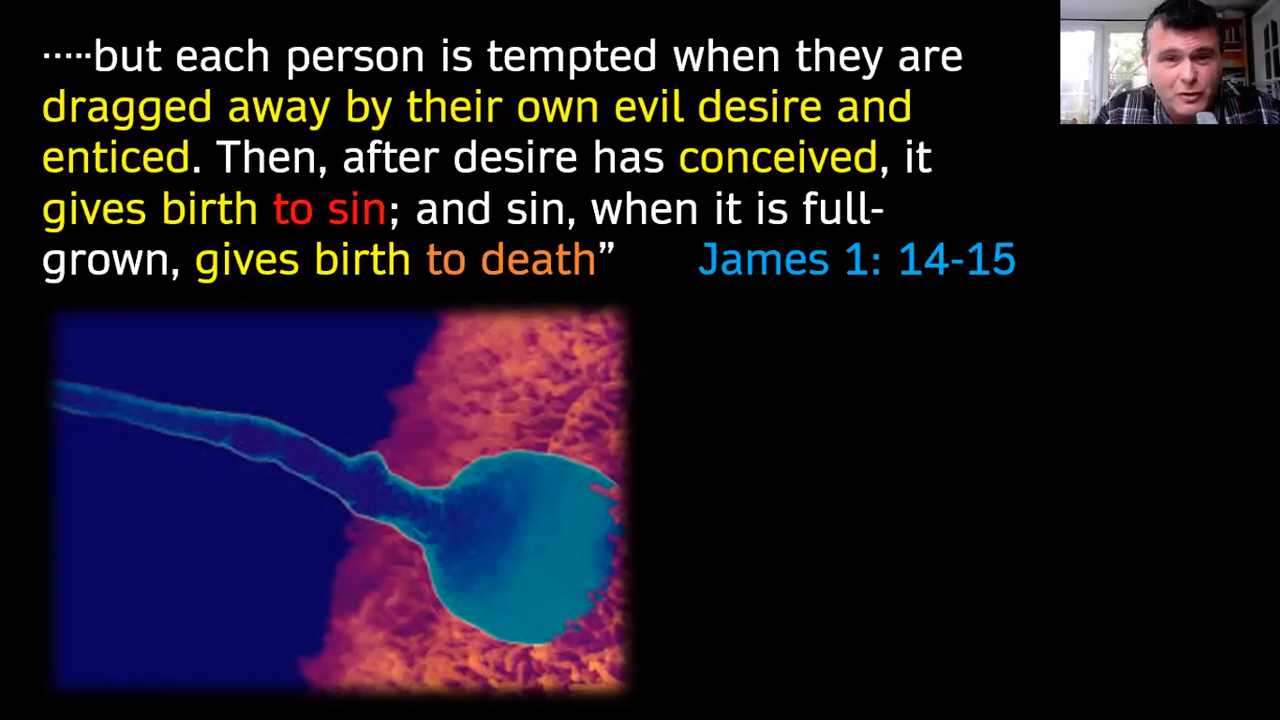 ·····but each person is tempted when they are
dragged away by their own evil desire and
enticed. Then, after desire has conceived, it
gives birth to sin; and sin, when it is full-
grown, gives birth to death” James 1: 14-15